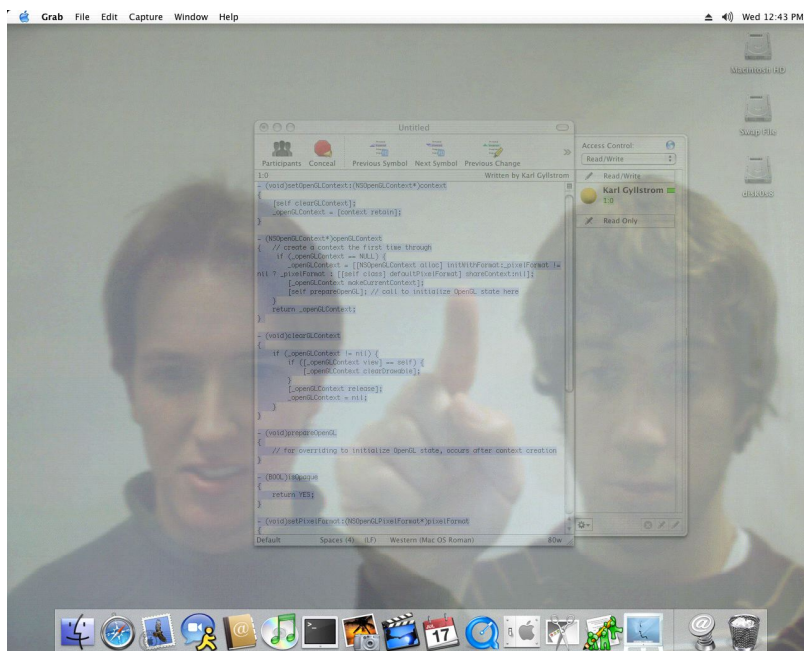 Grab File Edit Capture Window Help
Wed 12:43 PM
Macintosh HD
Swap File
Untitled
Participants Conceal Previous Symbol Next Symbol Previous Change
Access Control:
Read/Write
1:0 Written by Karl Gyllstrom
Read/Write
Karl Gyllstrom
1:0
Read Only
- (void)setOpenGLContext:(NSOpenGLContext*)context
{
[self clearGLContext];
_openGLContext = [context retain];
}
- (NSOpenGLContext*)openGLContext
{ // create a context the first time through
if (_openGLContext == NULL) {
_openGLContext = [[NSOpenGLContext alloc] initWithFormat:_pixelFormat !=
nil ? _pixelFormat : [[self class] defaultPixelFormat] shareContext:nil];
[_openGLContext makeCurrentContext];
[self prepareOpenGL]; // call to initialize OpenGL state here
}
return _openGLContext;
}
- (void)clearGLContext
{
if (_openGLContext != nil) {
if ([_openGLContext view] == self) {
[_openGLContext clearDrawable];
}
[_openGLContext release];
_openGLContext = nil;
}
}
- (void)prepareOpenGL
{
// for overriding to initialize OpenGL state, occurs after context creation
}
- (BOOL)isOpaque
{
return YES;
}
- (void)setPixelFormat:(NSOpenGLPixelFormat*)pixelFormat
{
Default Spaces (4) (LF) Western (Mac OS Roman) 80w
17